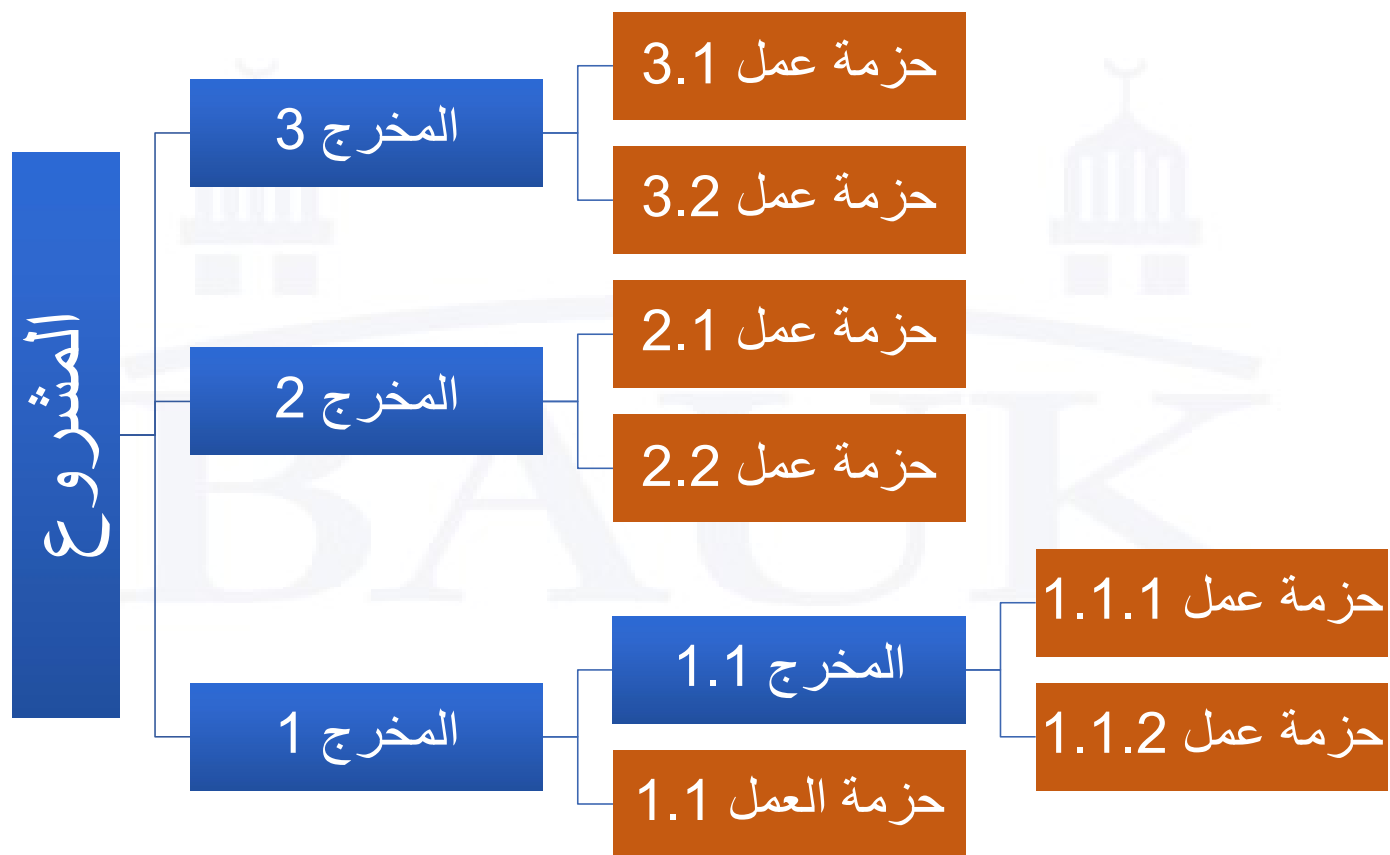 المشروع
المخرج 3
حزمة عمل 3.1
حزمة عمل 3.2
المخرج 2
حزمة عمل 2.1
حزمة عمل 2.2
المخرج 1
المخرج 1.1
حزمة عمل 1.1.1
حزمة عمل 1.1.2
حزمة العمل 1.1
BAUK